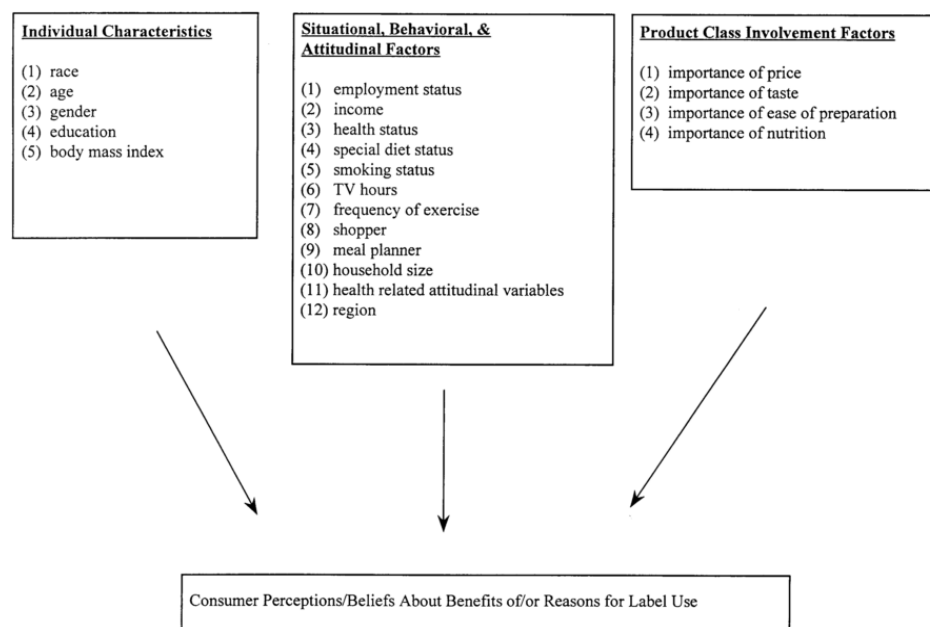 Individual Characteristics
(1) race
(2) age
(3) gender
(4) education
(5) body mass index
Situational, Behavioral, &
Attitudinal Factors
(1) employment status
(2) income
(3) health status
(4) special diet status
(5) smoking status
(6) TV hours
(7) frequency of exercise
(8) shopper
(9) meal planner
(10) household size
(11) health related attitudinal variables
(12) region
Product Class Involvement Factors
(1) importance of price
(2) importance of taste
(3) importance of ease of preparation
(4) importance of nutrition
Consumer Perceptions/Beliefs About Benefits of/or Reasons for Label Use